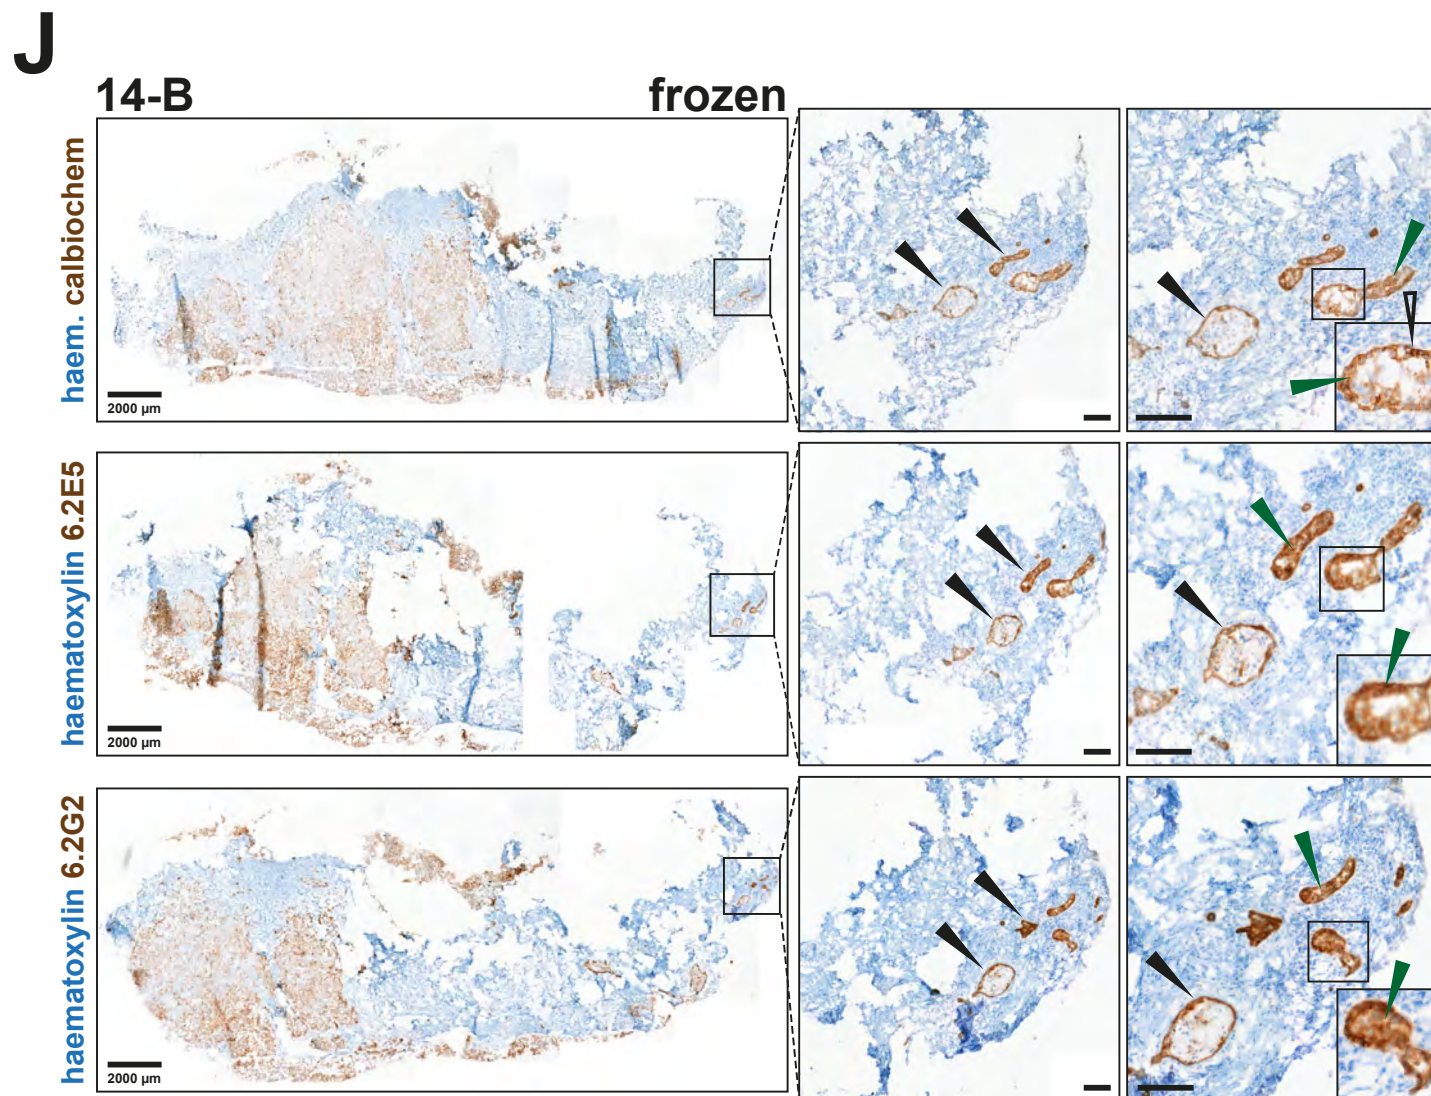 J
14-B
frozen
haem. calbiochem
2000 µm
haematoxylin 6.2E5
2000 µm
haematoxylin 6.2G2
2000 µm